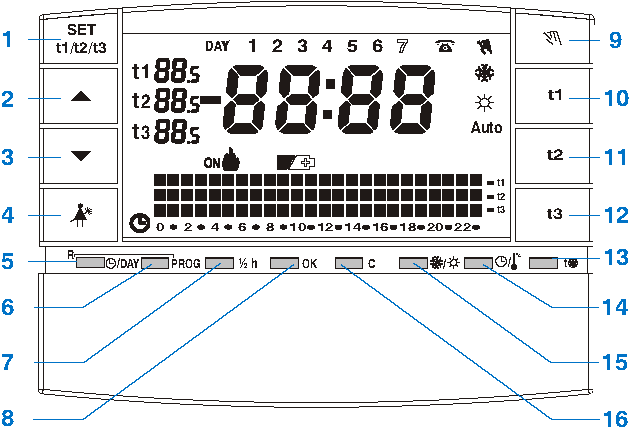 1 SET t1/t2/t3
2
3
4
DAY 1 2 3 4 5 6 7
t1 88.5
t2 88.5
t3 88.5
-88:88
Auto
ON
t1
t2
t3
0 • 2 • 4 • 6 • 8 • 10 • 12 • 14 • 16 • 18 • 20 • 22 •
9
t1 10
t2 11
t3 12
R
5 /DAY PROG ½ h OK C / / t 13
6
7
8
14
15
16